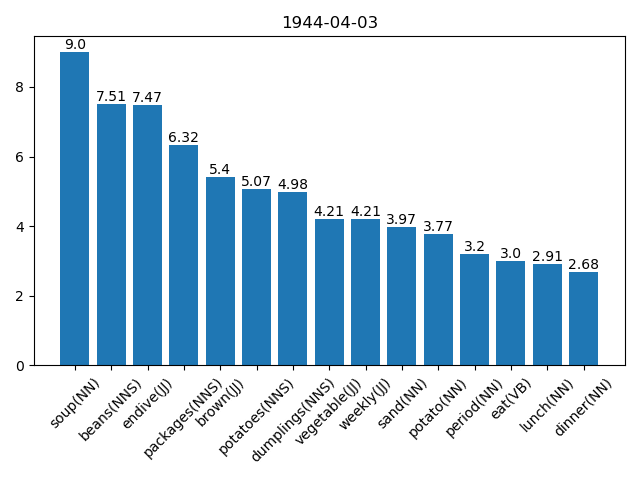 1944-04-03
9.0
7.51
7.47
6.32
5.4
5.07
4.98
4.21
4.21
3.97
3.77
3.2
3.0
2.91
2.68
8
6
4
2
0
soup(NN)
beans(NNS)
endive(JJ)
packages(NNS)
brown(JJ)
potatoes(NNS)
dumplings(NNS)
vegetable(JJ)
weekly(JJ)
sand(NN)
potato(NN)
period(NN)
eat(VB)
lunch(NN)
dinner(NN)